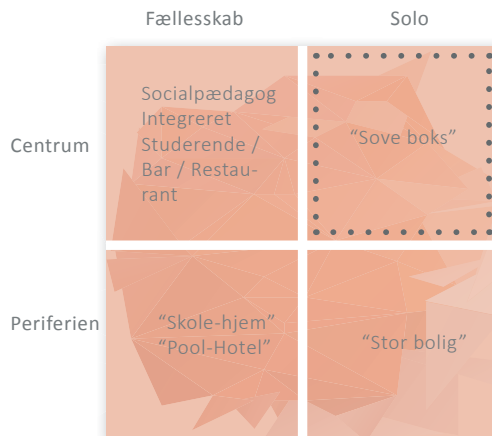 Fællesskab
Solo
Centrum
Socialpædagog
Integreret
Studerende /
Bar / Restau-
rant
“Sove boks”
Periferien
“Skole-hjem”
“Pool-Hotel”
“Stor bolig”